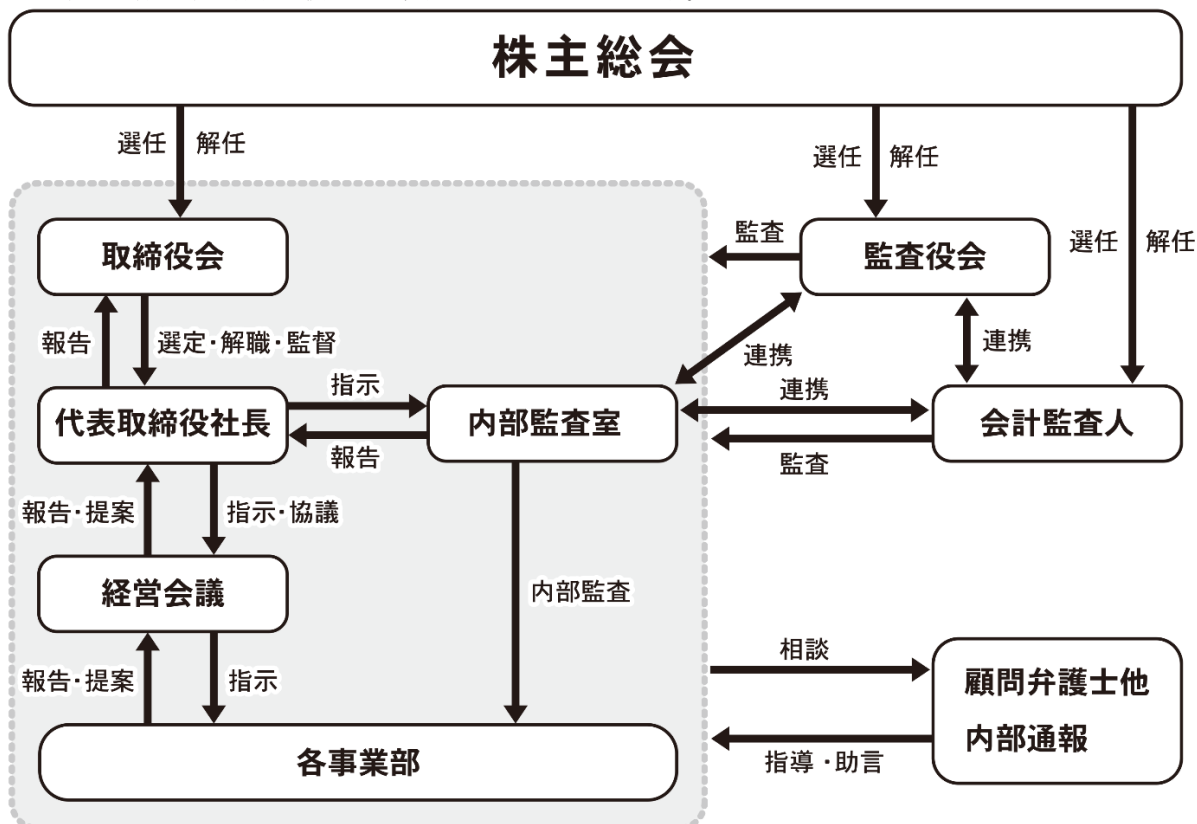 株主総会
選任 解任
選任 解任
選任 解任
取締役会
監査
監査役会
報告
選定・解職・監督
連携
連携
代表取締役社長
指示
報告
内部監査室
連携
監査
会計監査人
報告・提案
指示・協議
経営会議
内部監査
報告・提案
指示
相談
指導・助言
顧問弁護士他
内部通報
各事業部